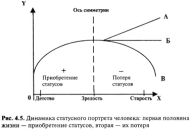 Y
Ось симметрии
А
Б
В
+
Приобретение
статусов
–
Потеря
статусов
0 Детство Зрелость Старость X
Рис. 4.5. Динамика статусного портрета человека: первая половина
жизни — приобретение статусов, вторая — их потеря